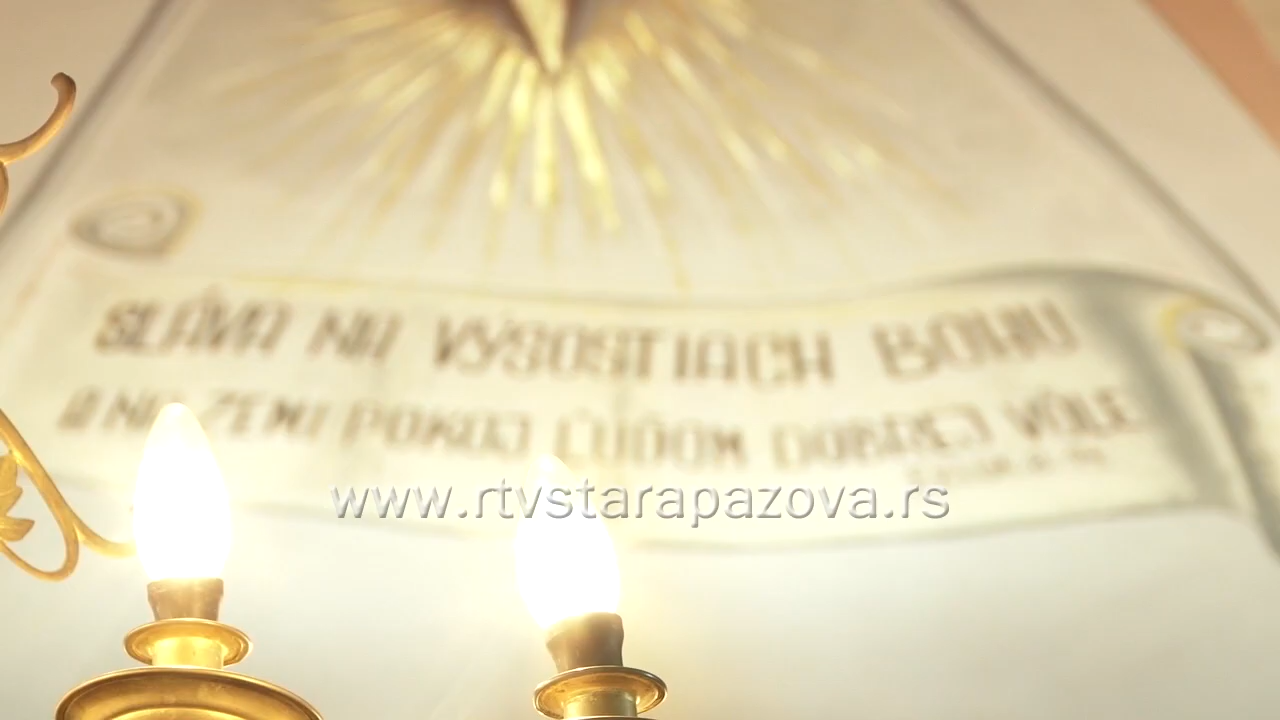 SLÁVA NA VÝSOSTIACH BOHU
A NA ZEMI POKOJ ĽUĎOM DOBREJ VÔLE
www.rtvstarapazova.rs